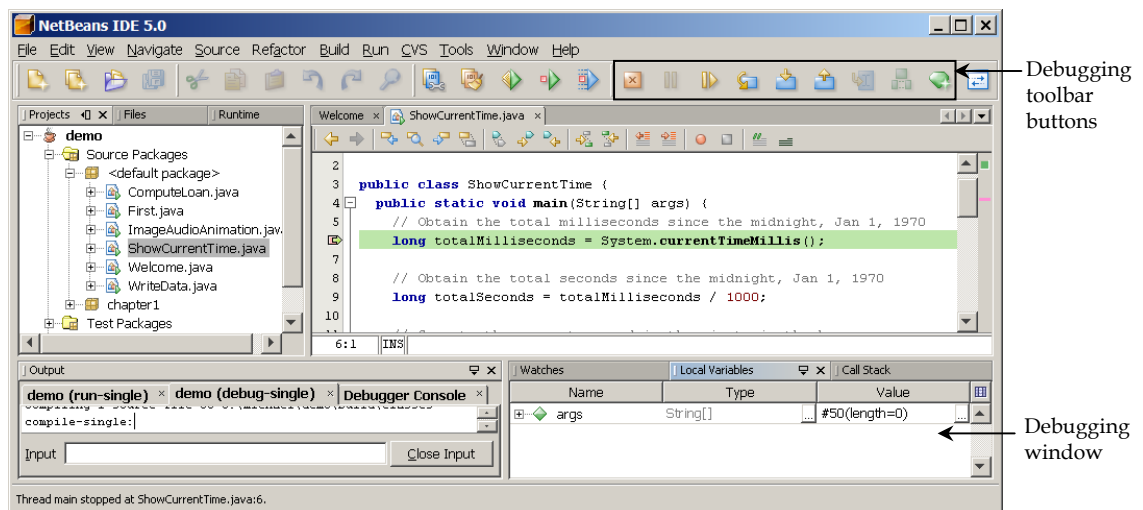 NetBeans IDE 5.0
File Edit View Navigate Source Refactor Build Run CVS Tools Window Help
Debugging
toolbar
buttons
Projects Files Runtime
demo
Source Packages
<default package>
ComputeLoan.java
First.java
ImageAudioAnimation.jav
ShowCurrentTime.java
Welcome.java
WriteData.java
chapter1
Test Packages
Welcome ShowCurrentTime.java
2
3 public class ShowCurrentTime {
4 public static void main(String[] args) {
5 // Obtain the total milliseconds since the midnight, Jan 1, 1970
long totalMilliseconds = System.currentTimeMillis();
7
8 // Obtain the total seconds since the midnight, Jan 1, 1970
9 long totalSeconds = totalMilliseconds / 1000;
10
6:1 INS
Output
demo (run-single) demo (debug-single) Debugger Console
compile-single:
Input Close Input
Watches Local Variables Call Stack
Name Type Value
args String[] ... #50(length=0) ...
Debugging
window
Thread main stopped at ShowCurrentTime.java:6.